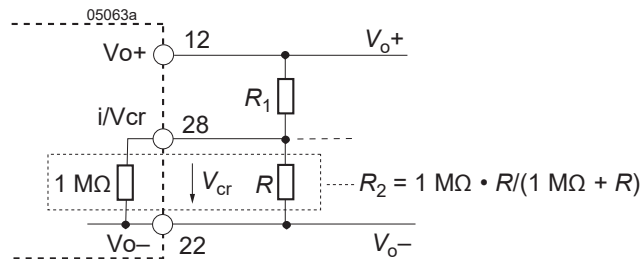 05063a
Vo+ 12 Vo+
R1
i/Vcr 28
1 MΩ Vcr R R2 = 1 MΩ • R/(1 MΩ + R)
Vo– 22 Vo–